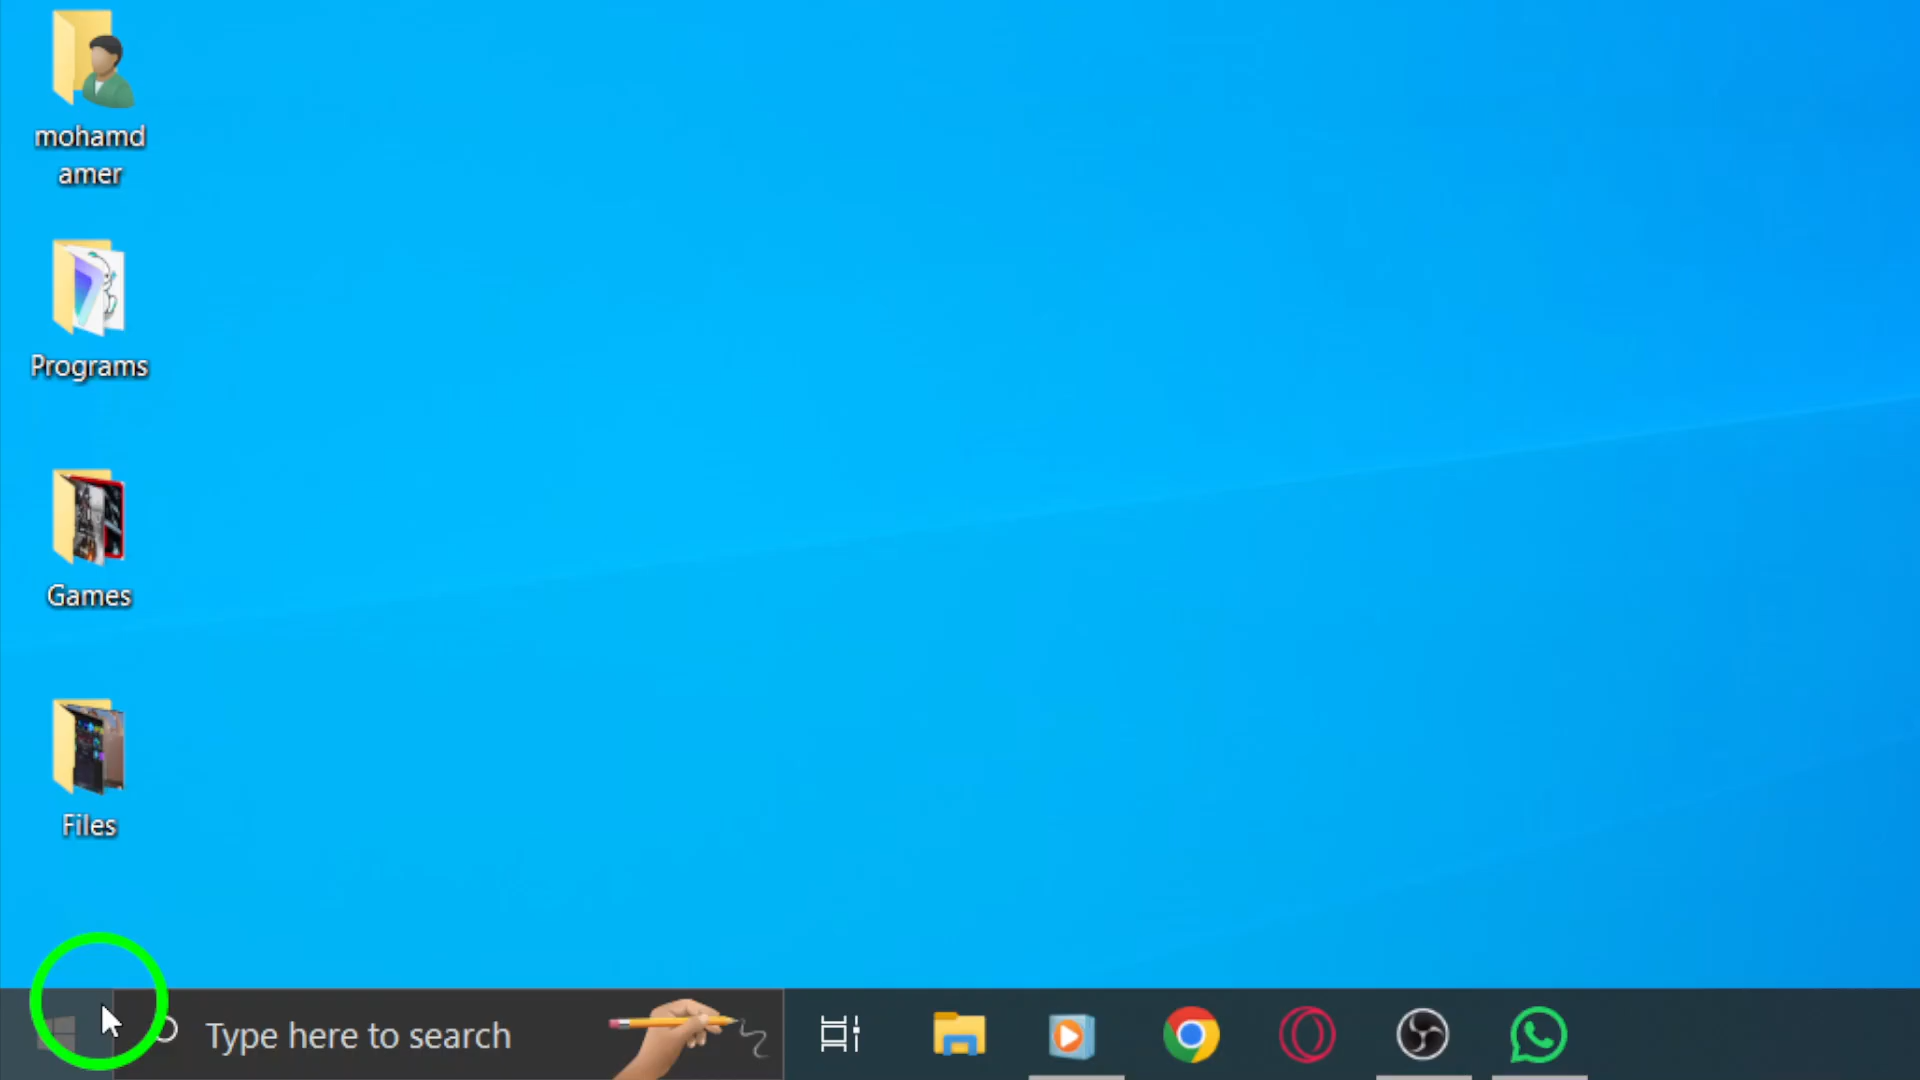 mohamd
amer
Programs
Games
Files
Type here to search